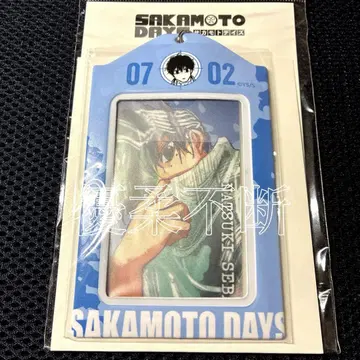 SAKAMOTO
DAYS サカモトデイズ
07 02
DAYS
優柔不断
NATSUKI SEBA
SAKAMOTO DAYS